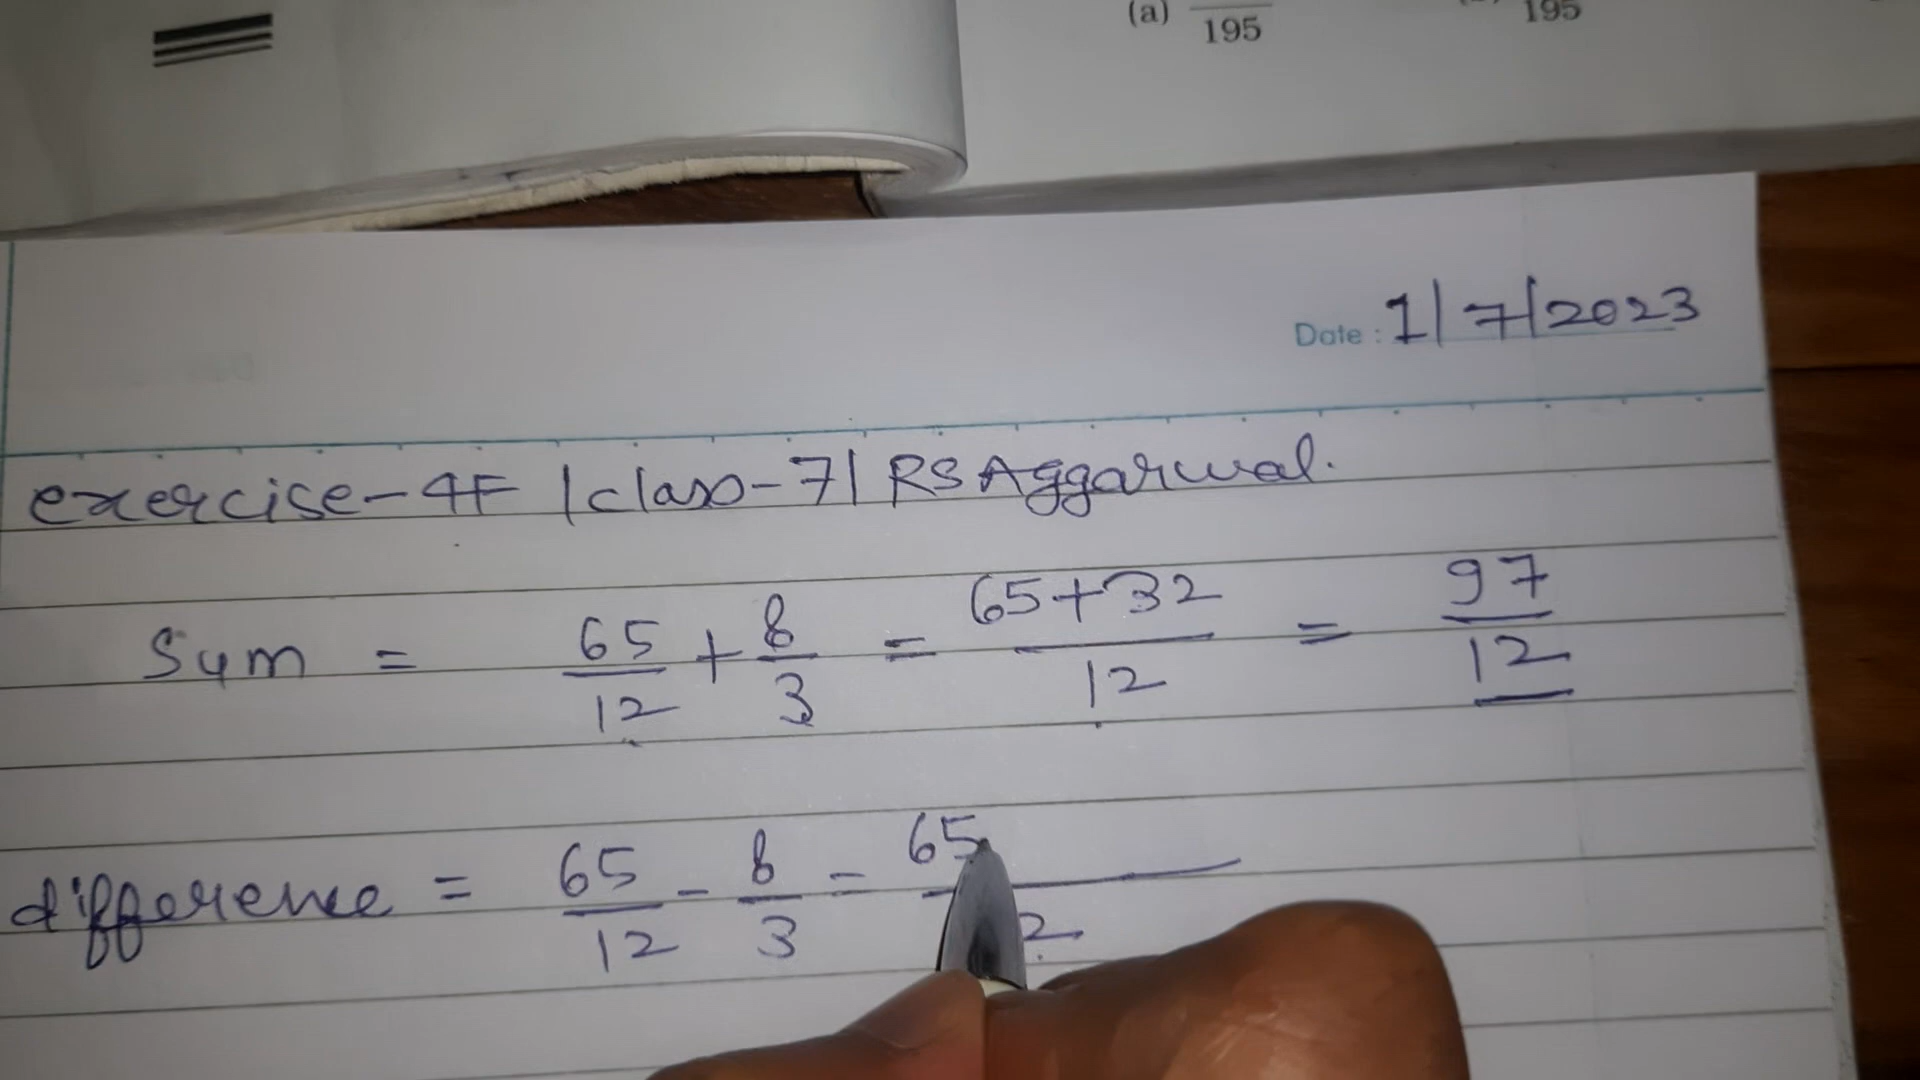 (a) 195 195
Date : 1/7/2023
exercise-4F | class-7 | RS Aggarwal.
Sum = 65/12 + 8/3 = 65+32/12 = 97/12
difference = 65/12 - 8/3 = 65/2